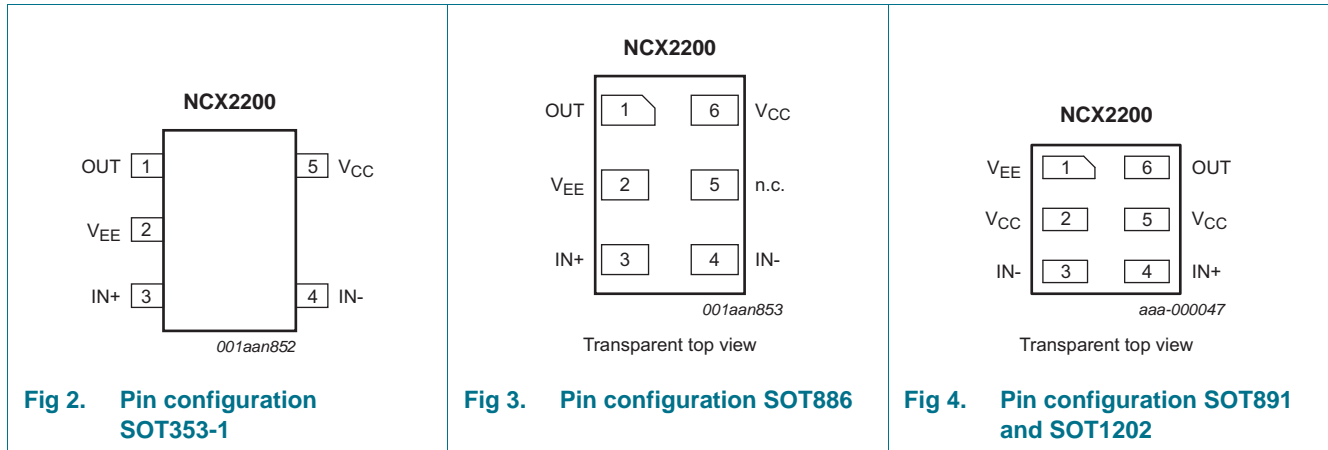 NCX2200
OUT 1 5 VCC
VEE 2
IN+ 3 4 IN-
001aan852
Fig 2. Pin configuration
SOT353-1
NCX2200
OUT 1 6 VCC
VEE 2 5 n.c.
IN+ 3 4 IN-
001aan853
Transparent top view
Fig 3. Pin configuration SOT886
NCX2200
VEE 1 6 OUT
VCC 2 5 VCC
IN- 3 4 IN+
aaa-000047
Transparent top view
Fig 4. Pin configuration SOT891
and SOT1202